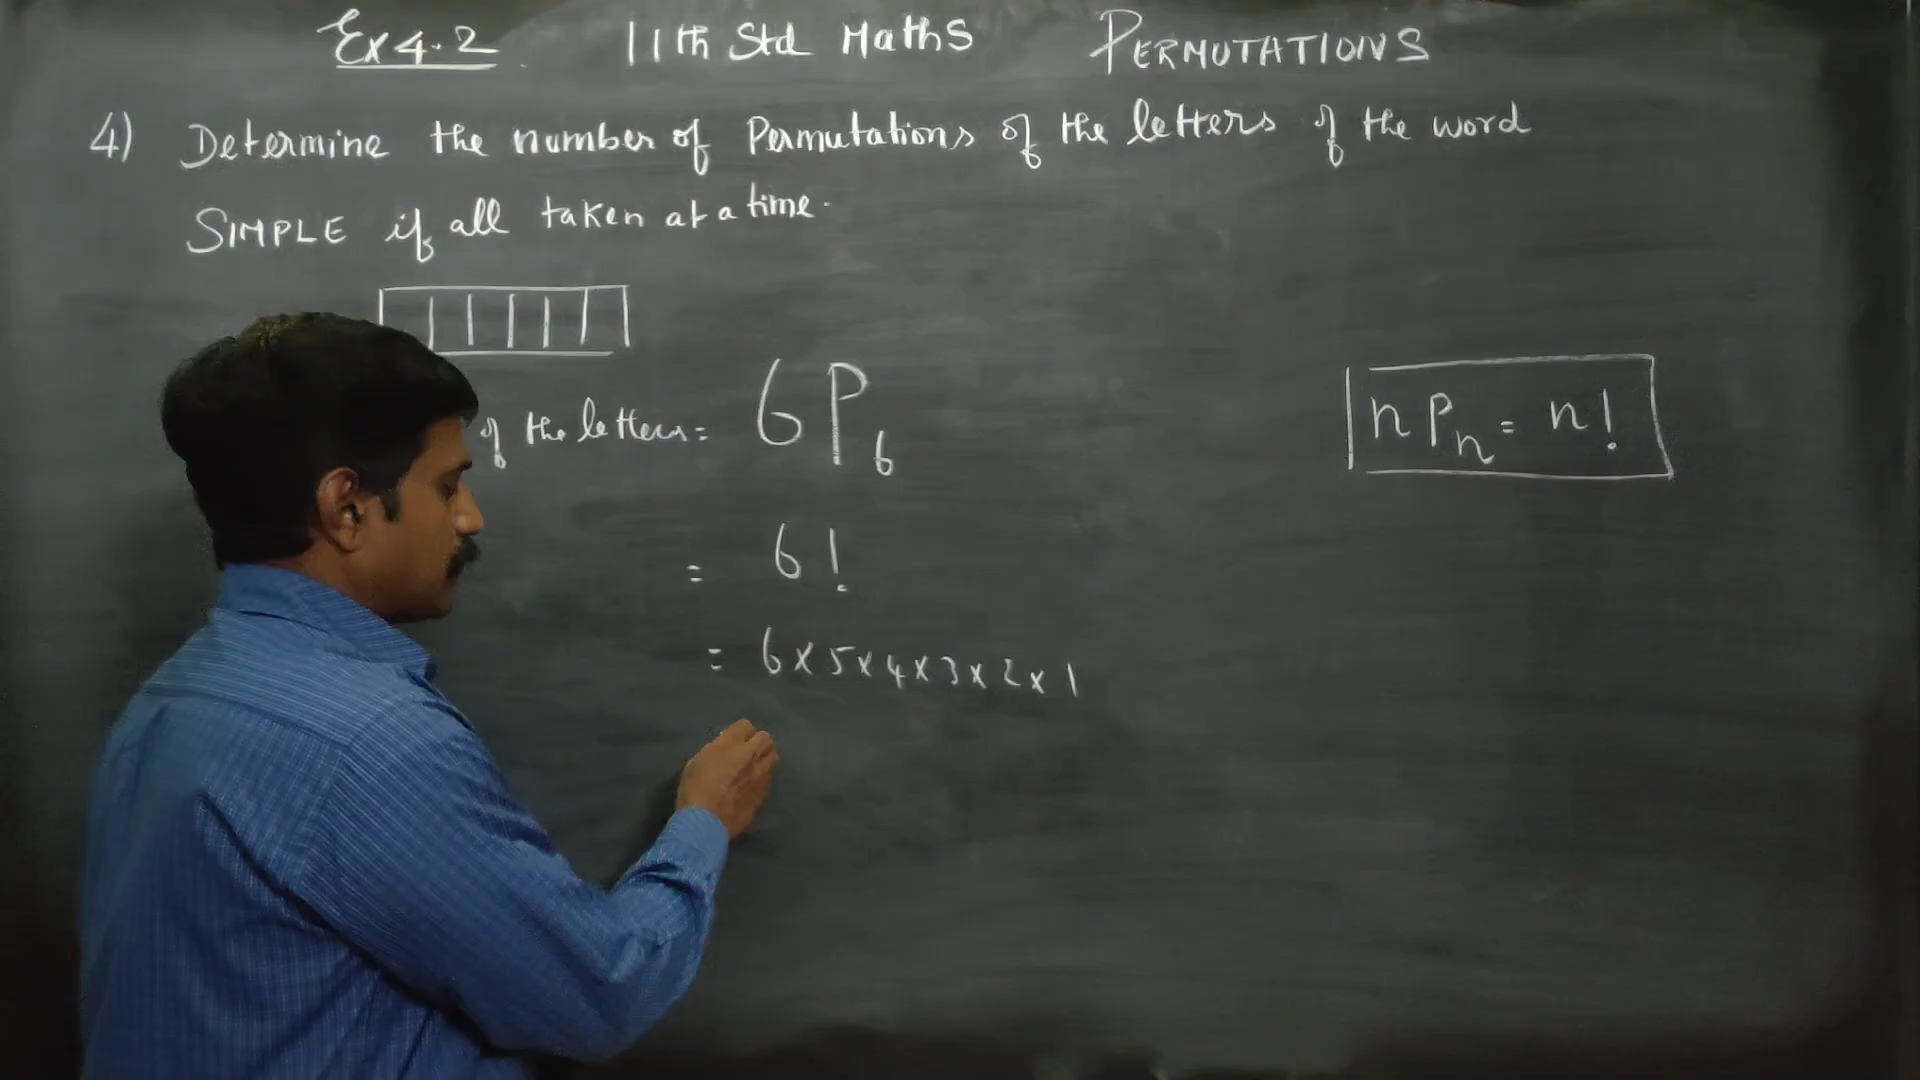 Ex 4.2 11th Std Maths PERMUTATIONS
4) Determine the number of Permutations of the letters of the word
SIMPLE if all taken at a time.
of the letters = 6P₆
nPₙ = n!
= 6!
= 6 × 5 × 4 × 3 × 2 × 1